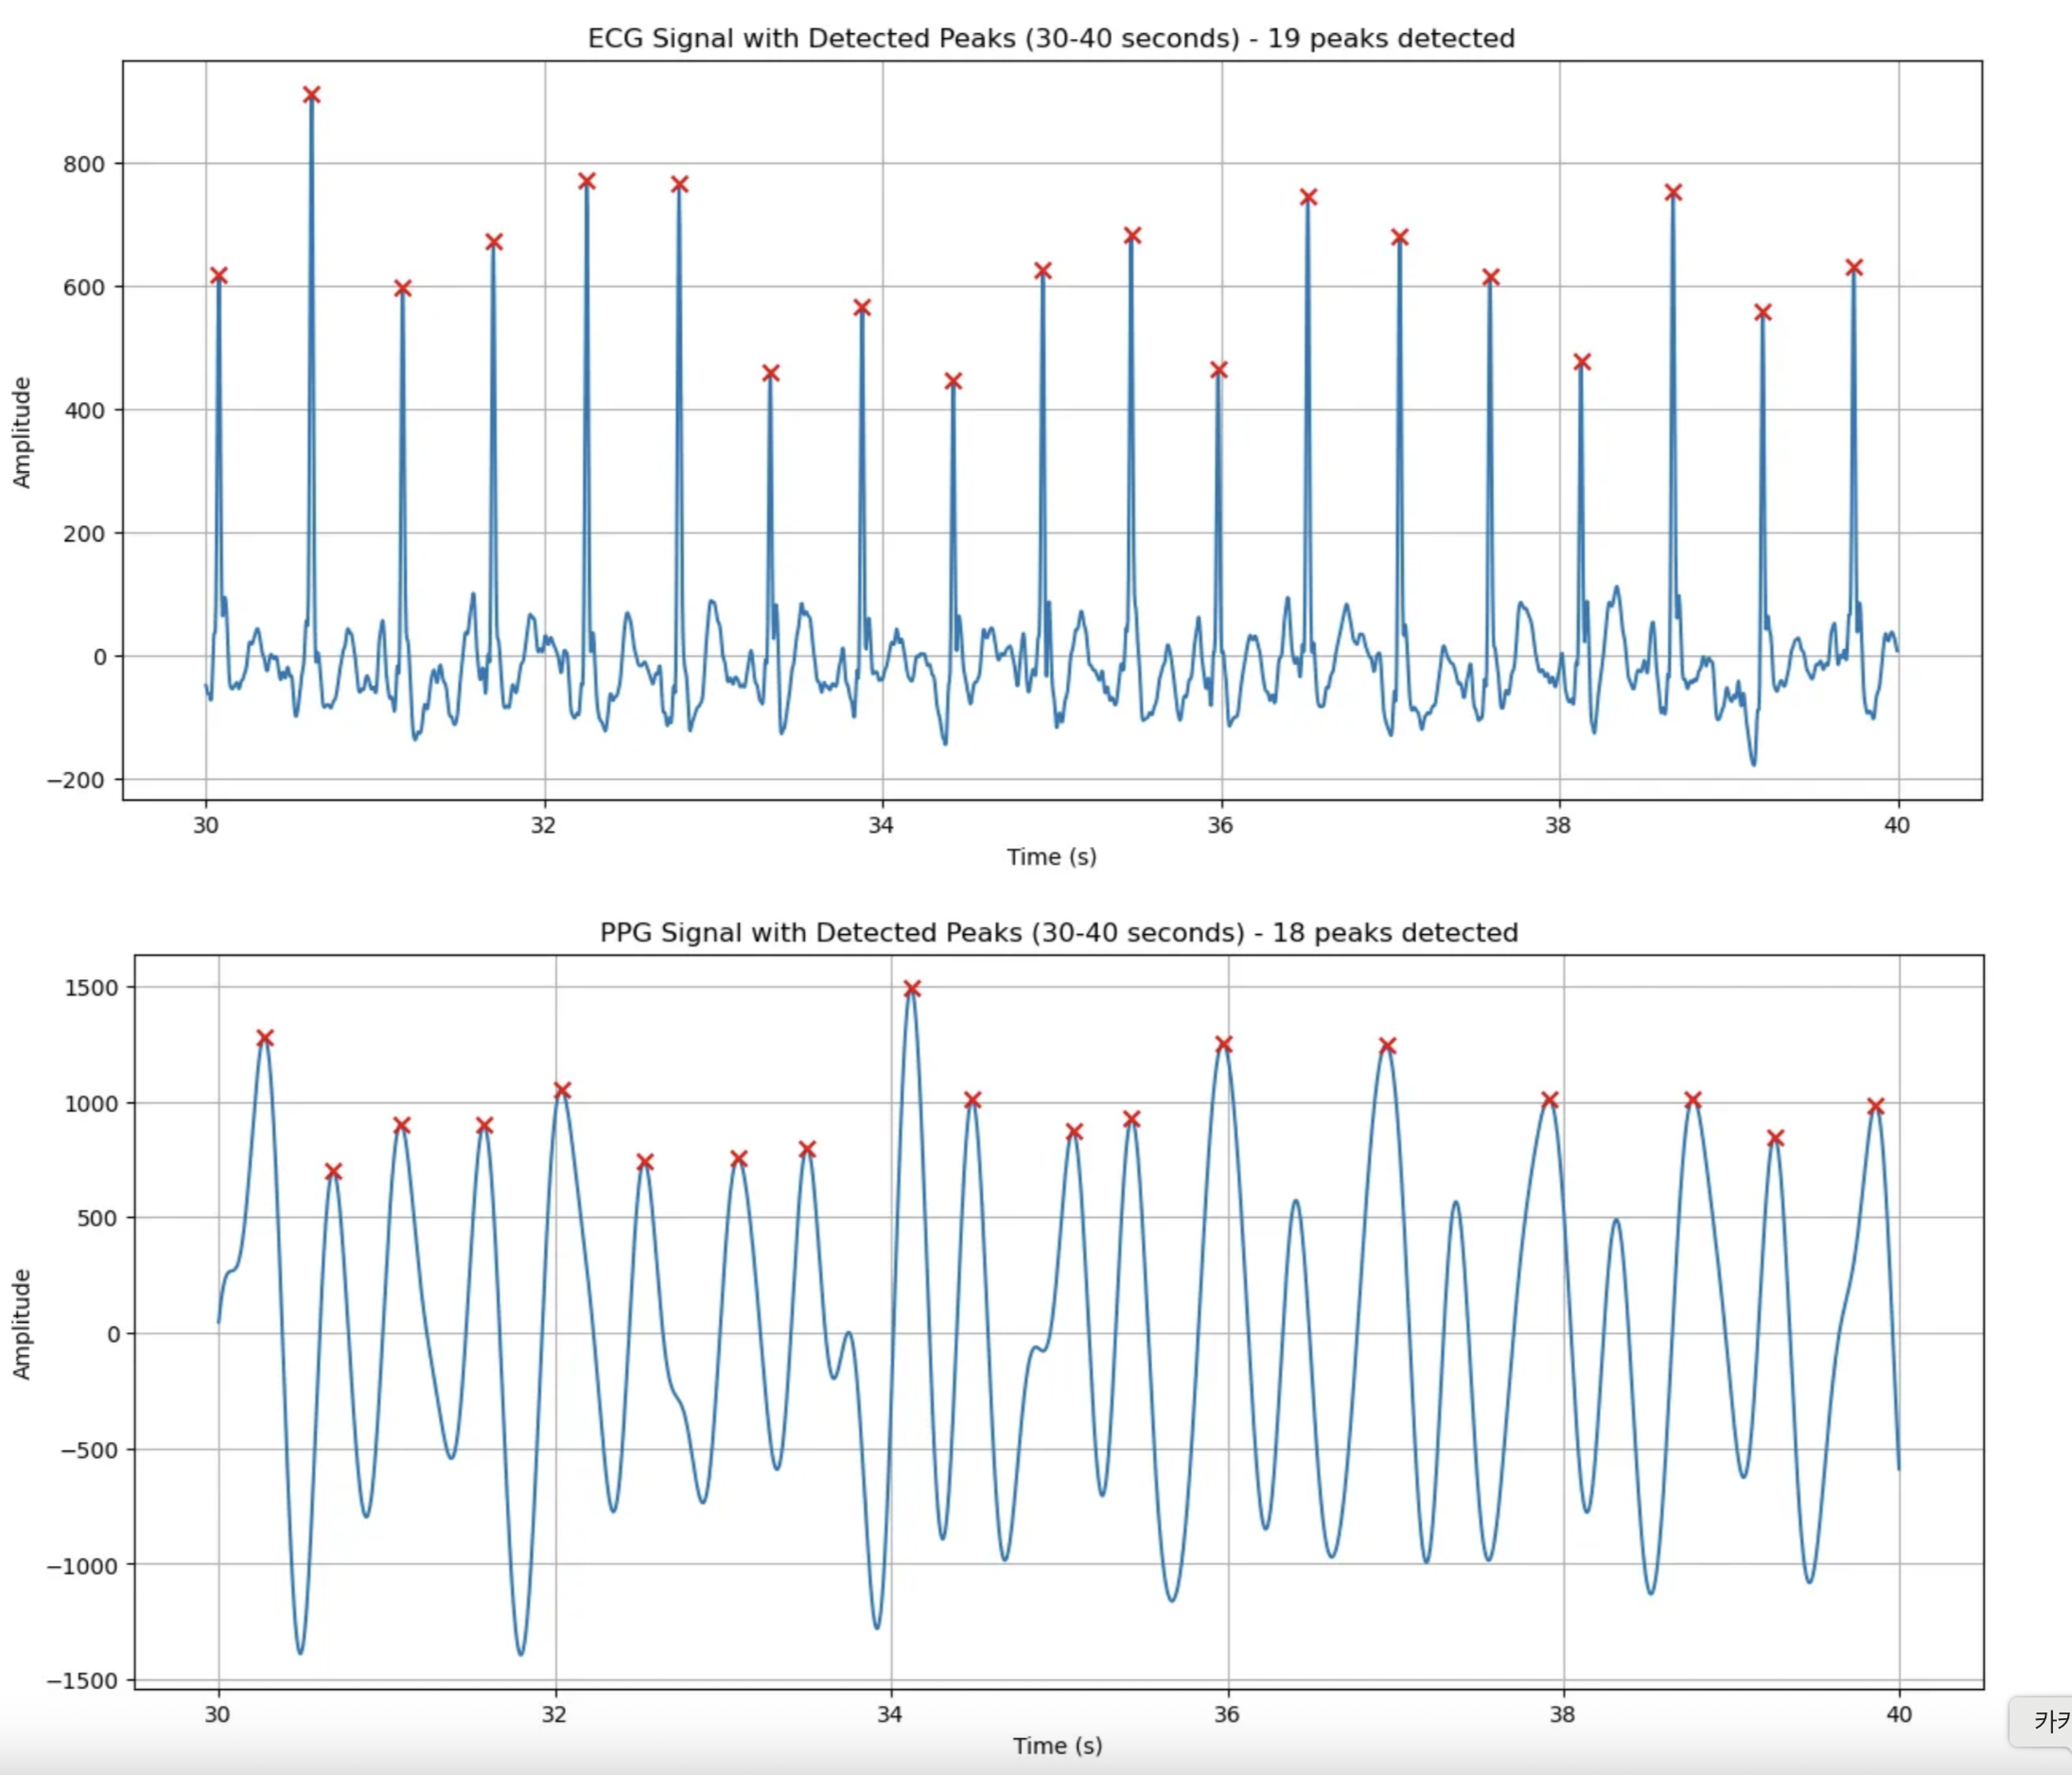 ECG Signal with Detected Peaks (30-40 seconds) - 19 peaks detected
Amplitude
800
600
400
200
0
−200
30 32 34 36 38 40
Time (s)
PPG Signal with Detected Peaks (30-40 seconds) - 18 peaks detected
Amplitude
1500
1000
500
0
−500
−1000
−1500
30 32 34 36 38 40
Time (s)